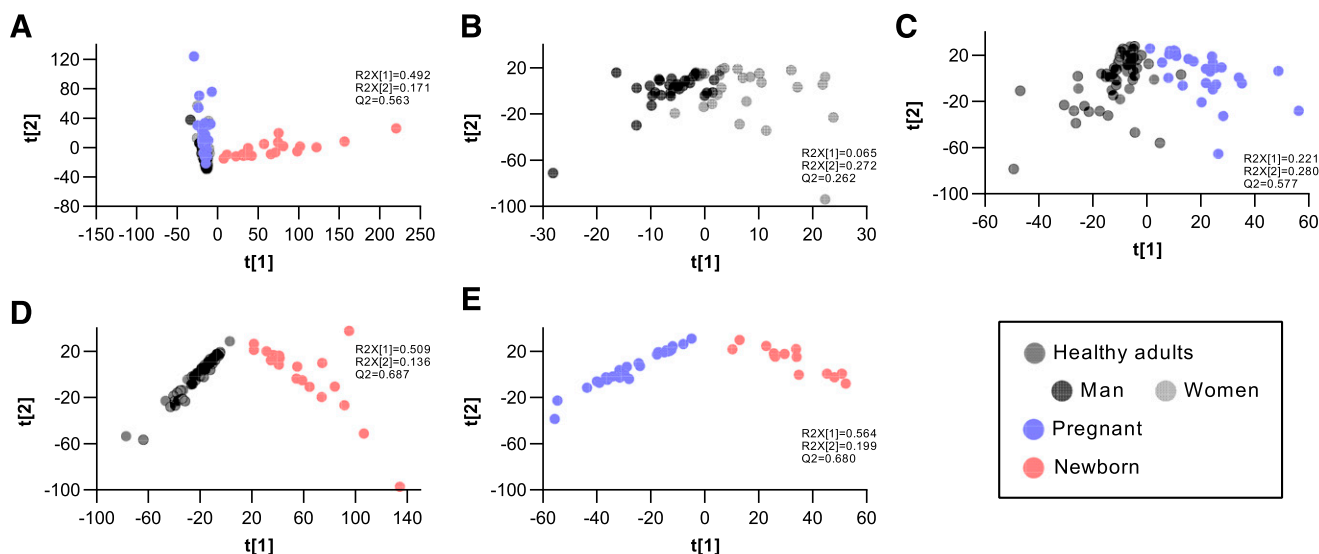 A
t[2]
120
80
40
0
-40
-80
-150 -100 -50 0 50 100 150 200 250
t[1]
R2X[1]=0.492
R2X[2]=0.171
Q2=0.563
B
t[2]
20
-20
-60
-100
-30 -20 -10 0 10 20 30
t[1]
R2X[1]=0.065
R2X[2]=0.272
Q2=0.262
C
t[2]
20
-20
-60
-100
-60 -40 -20 0 20 40 60
t[1]
R2X[1]=0.221
R2X[2]=0.280
Q2=0.577
D
t[2]
20
-20
-60
-100
-100 -60 -20 20 60 100 140
t[1]
R2X[1]=0.509
R2X[2]=0.136
Q2=0.687
E
t[2]
20
-20
-60
-100
-60 -40 -20 0 20 40 60
t[1]
R2X[1]=0.564
R2X[2]=0.199
Q2=0.680
Healthy adults
Man Women
Pregnant
Newborn